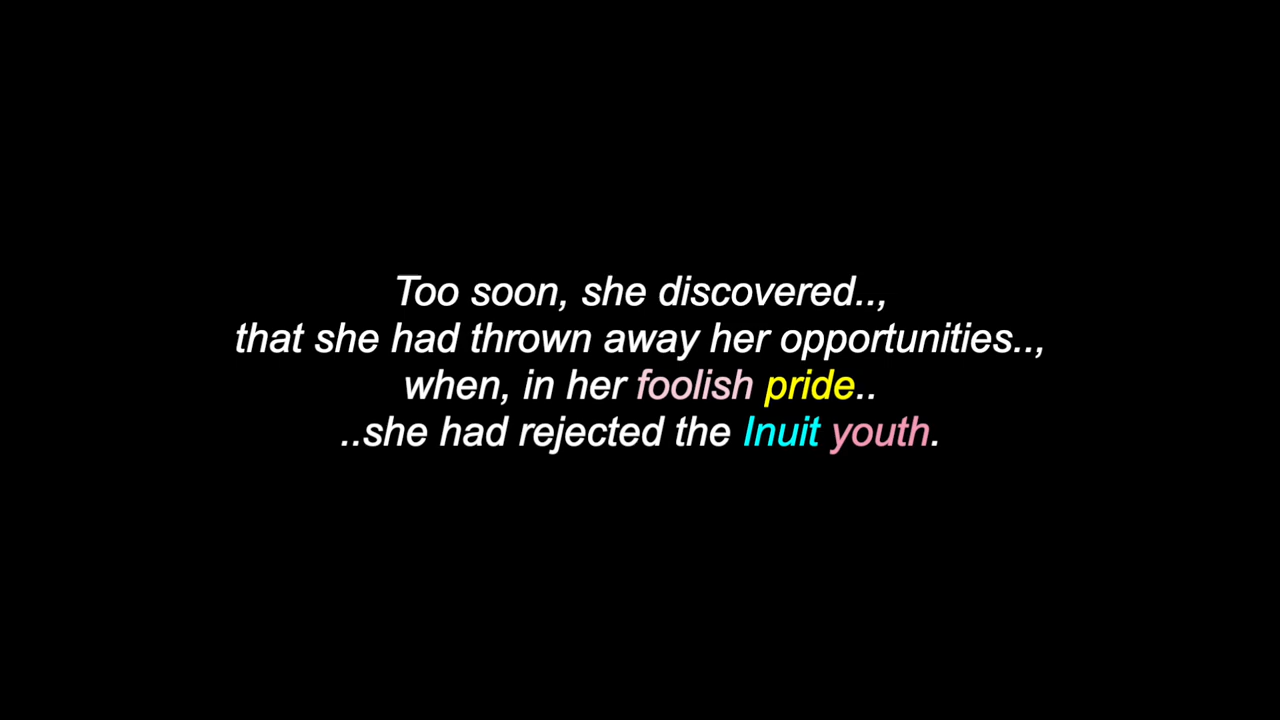 Too soon, she discovered..,
that she had thrown away her opportunities..,
when, in her foolish pride..
..she had rejected the Inuit youth.